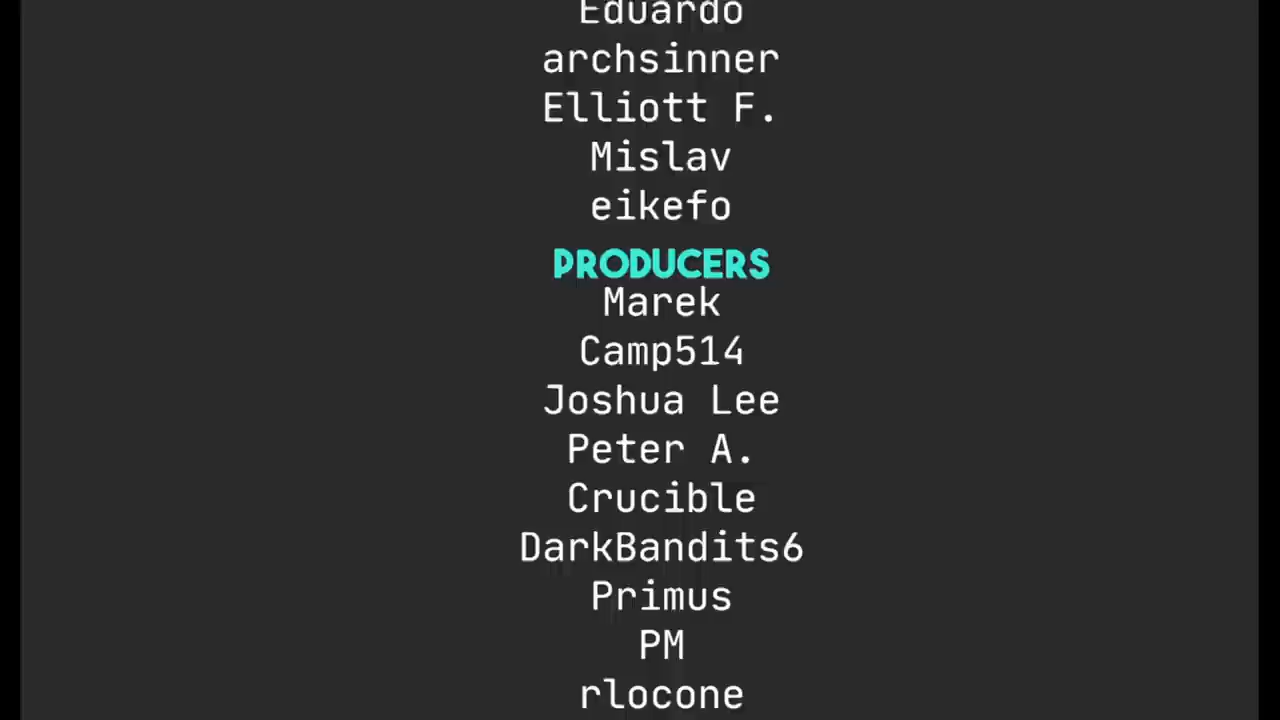 Eduardo
archsinner
Elliott F.
Mislav
eikefo
PRODUCERS
Marek
Camp514
Joshua Lee
Peter A.
Crucible
DarkBandits6
Primus
PM
rlocone